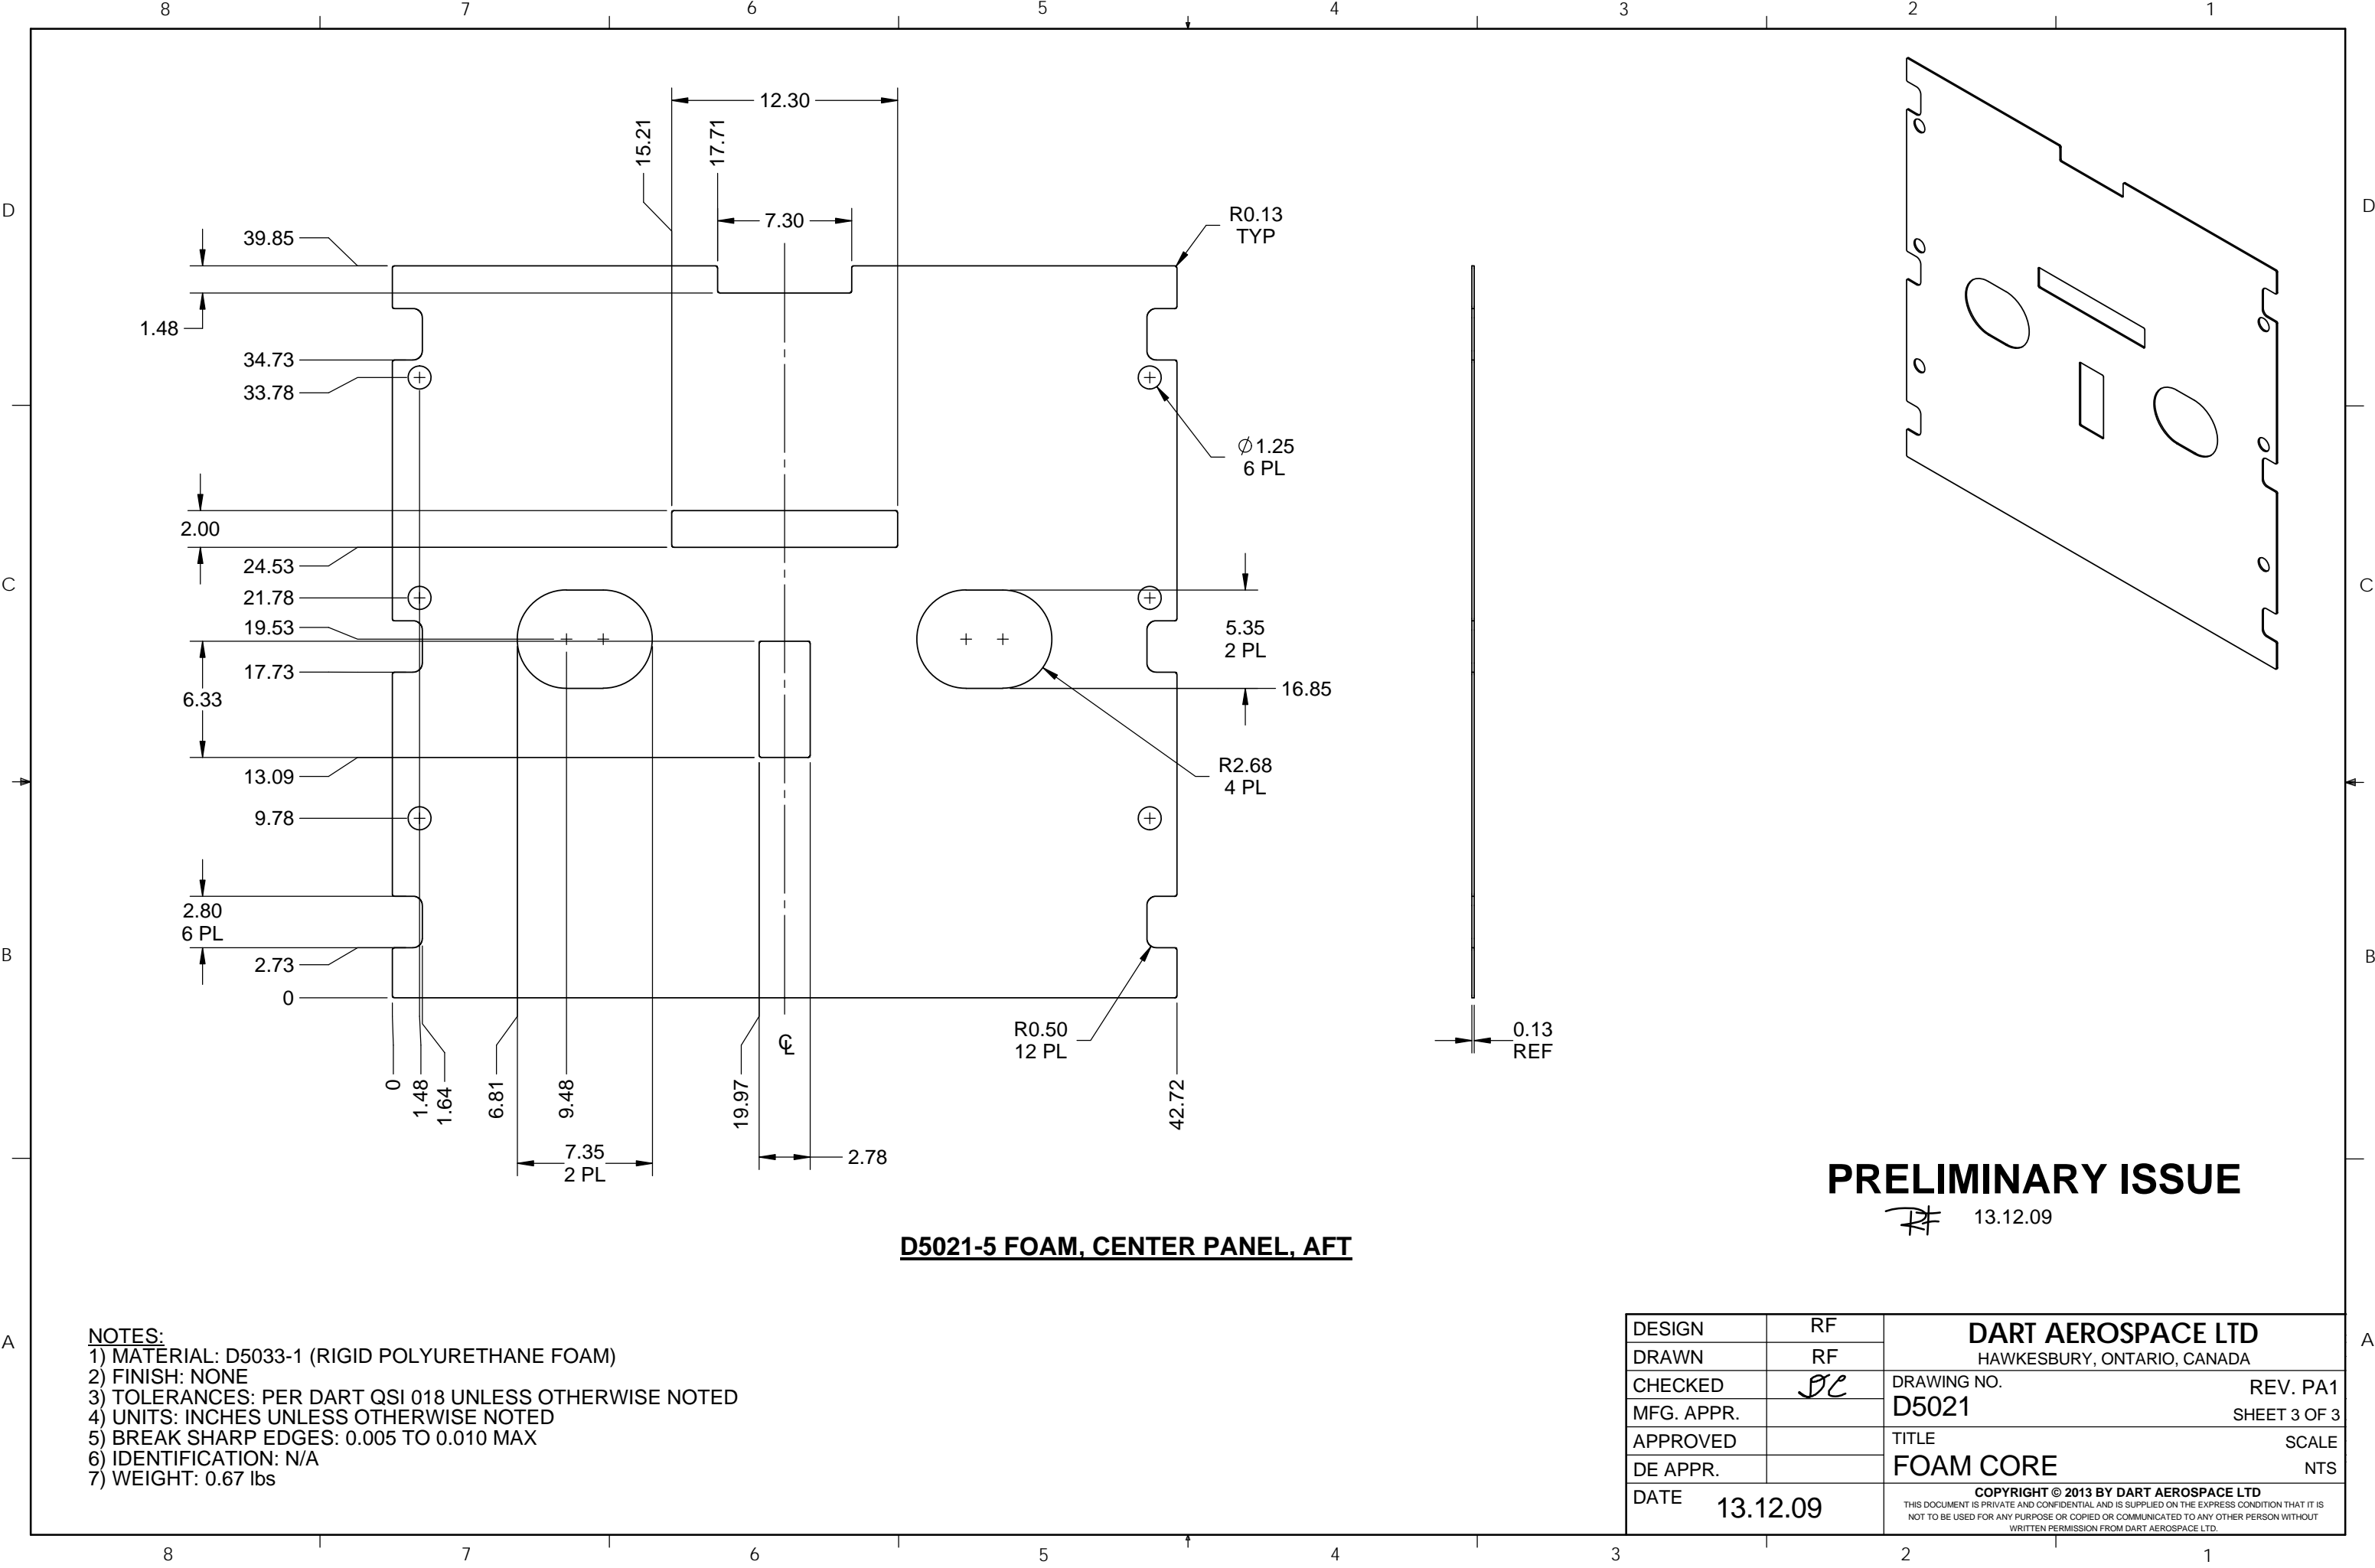 8 7 6 5 4 3 2 1
D
D
C
C
B
B
A
A
12.30
15.21
17.71
7.30
R0.13
TYP
39.85
1.48
34.73
33.78
∅1.25
6 PL
2.00
24.53
21.78
19.53
17.73
6.33
5.35
2 PL
16.85
13.09
R2.68
4 PL
9.78
2.80
6 PL
2.73
0
R0.50
12 PL
0.13
REF
℄
0
1.48
1.64
6.81
9.48
19.97
42.72
7.35
2 PL
2.78
PRELIMINARY ISSUE
RF 13.12.09
D5021-5 FOAM, CENTER PANEL, AFT
NOTES:
1) MATERIAL: D5033-1 (RIGID POLYURETHANE FOAM)
2) FINISH: NONE
3) TOLERANCES: PER DART QSI 018 UNLESS OTHERWISE NOTED
4) UNITS: INCHES UNLESS OTHERWISE NOTED
5) BREAK SHARP EDGES: 0.005 TO 0.010 MAX
6) IDENTIFICATION: N/A
7) WEIGHT: 0.67 lbs
DESIGN RF
DRAWN RF
CHECKED DC
MFG. APPR.
APPROVED
DE APPR.
DATE 13.12.09
DART AEROSPACE LTD
HAWKESBURY, ONTARIO, CANADA
DRAWING NO. REV. PA1
D5021 SHEET 3 OF 3
TITLE SCALE
FOAM CORE NTS
COPYRIGHT © 2013 BY DART AEROSPACE LTD
THIS DOCUMENT IS PRIVATE AND CONFIDENTIAL AND IS SUPPLIED ON THE EXPRESS CONDITION THAT IT IS
NOT TO BE USED FOR ANY PURPOSE OR COPIED OR COMMUNICATED TO ANY OTHER PERSON WITHOUT
WRITTEN PERMISSION FROM DART AEROSPACE LTD.
8 7 6 5 4 3 2 1